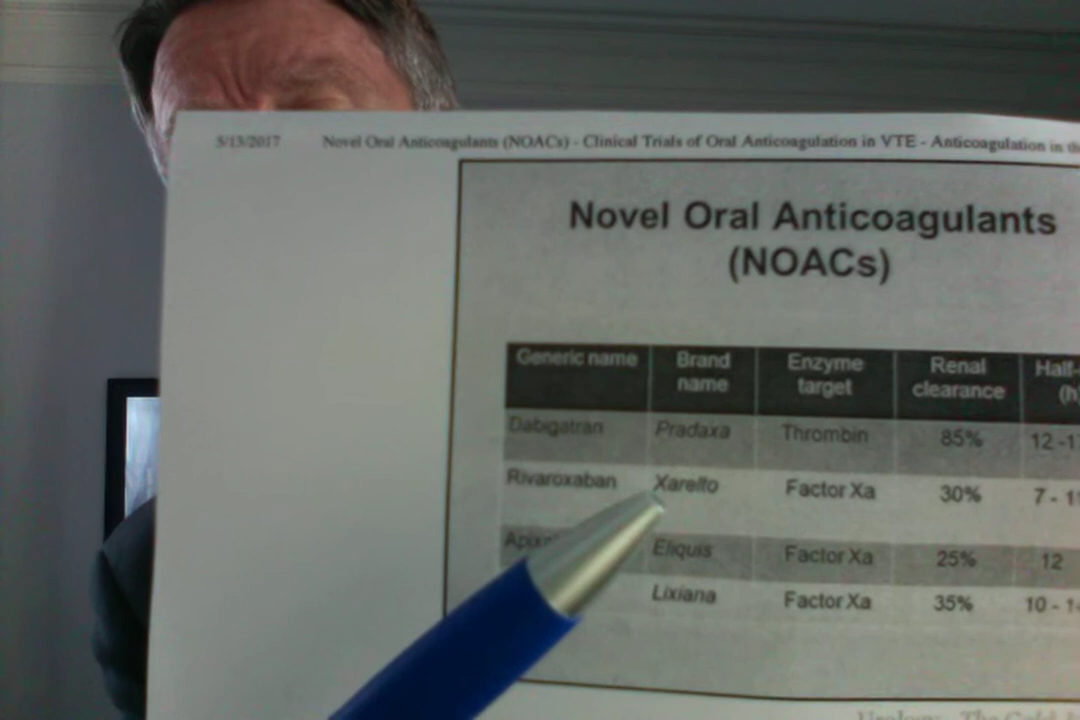 5/15/2017 Novel Oral Anticoagulants (NOACs) - Clinical Trials of Oral Anticoagulation in VTE - Anticoagulation in
Novel Oral Anticoagulants
(NOACs)
Generic name Brand name Enzyme target Renal clearance Half- (h)
Dabigatran Pradaxa Thrombin 85% 12 -
Rivaroxaban Xarelto Factor Xa 30% 7 -
Eliquis Factor Xa 25% 12
Lixiana Factor Xa 35% 10 -